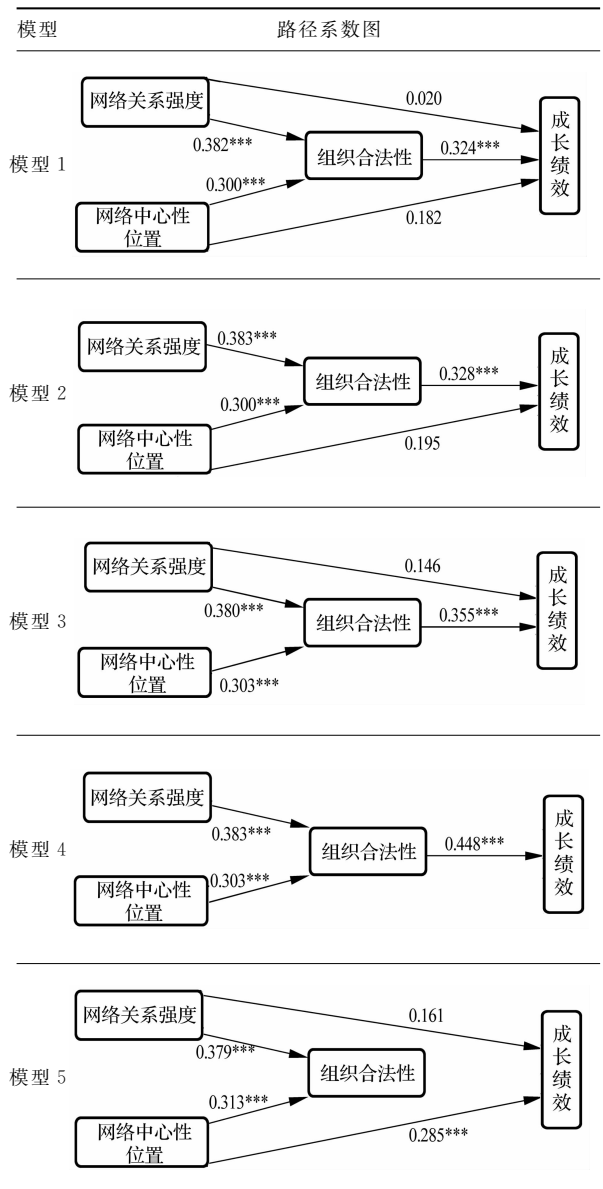 模型 路径系数图
网络关系强度
0.020
成长绩效
0.382***
组织合法性
0.324***
模型 1
0.300***
网络中心性
位置
0.182
网络关系强度
0.383***
成长绩效
组织合法性
0.328***
模型 2
0.300***
网络中心性
位置
0.195
网络关系强度
0.146
成长绩效
0.380***
组织合法性
0.355***
模型 3
网络中心性
位置
0.303***
网络关系强度
0.383***
成长绩效
组织合法性
0.448***
模型 4
0.303***
网络中心性
位置
网络关系强度
0.161
成长绩效
0.379***
组织合法性
模型 5
0.313***
网络中心性
位置
0.285***